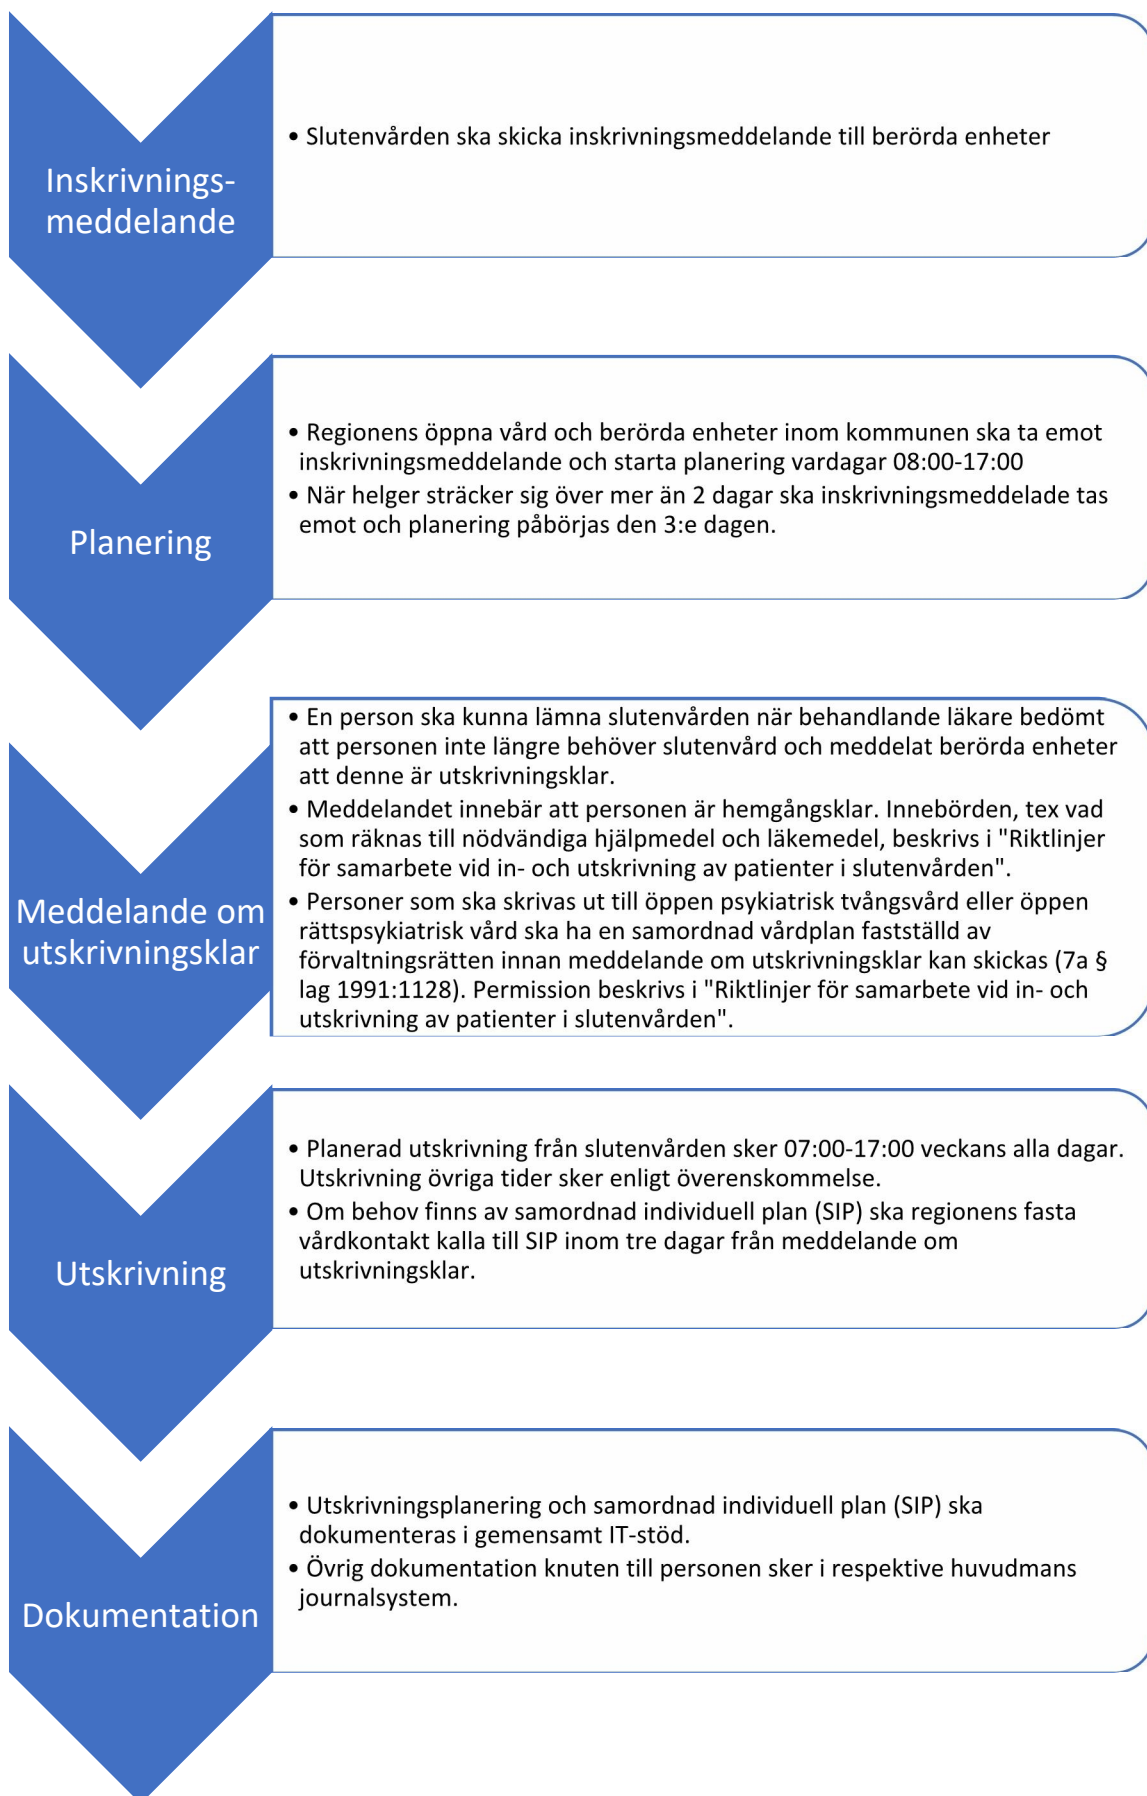 Inskrivnings-
meddelande
• Slutenvården ska skicka inskrivningsmeddelande till berörda enheter
Planering
• Regionens öppna vård och berörda enheter inom kommunen ska ta emot
inskrivningsmeddelande och starta planering vardagar 08:00-17:00
• När helger sträcker sig över mer än 2 dagar ska inskrivningsmeddelade tas
emot och planering påbörjas den 3:e dagen.
Meddelande om
utskrivningsklar
• En person ska kunna lämna slutenvården när behandlande läkare bedömt
att personen inte längre behöver slutenvård och meddelat berörda enheter
att denne är utskrivningsklar.
• Meddelandet innebär att personen är hemgångsklar. Innebörden, tex vad
som räknas till nödvändiga hjälpmedel och läkemedel, beskrivs i "Riktlinjer
för samarbete vid in- och utskrivning av patienter i slutenvården".
• Personer som ska skrivas ut till öppen psykiatrisk tvångsvård eller öppen
rättspsykiatrisk vård ska ha en samordnad vårdplan fastställd av
förvaltningsrätten innan meddelande om utskrivningsklar kan skickas (7a §
lag 1991:1128). Permission beskrivs i "Riktlinjer för samarbete vid in- och
utskrivning av patienter i slutenvården".
Utskrivning
• Planerad utskrivning från slutenvården sker 07:00-17:00 veckans alla dagar.
Utskrivning övriga tider sker enligt överenskommelse.
• Om behov finns av samordnad individuell plan (SIP) ska regionens fasta
vårdkontakt kalla till SIP inom tre dagar från meddelande om
utskrivningsklar.
Dokumentation
• Utskrivningsplanering och samordnad individuell plan (SIP) ska
dokumenteras i gemensamt IT-stöd.
• Övrig dokumentation knuten till personen sker i respektive huvudmans
journalsystem.